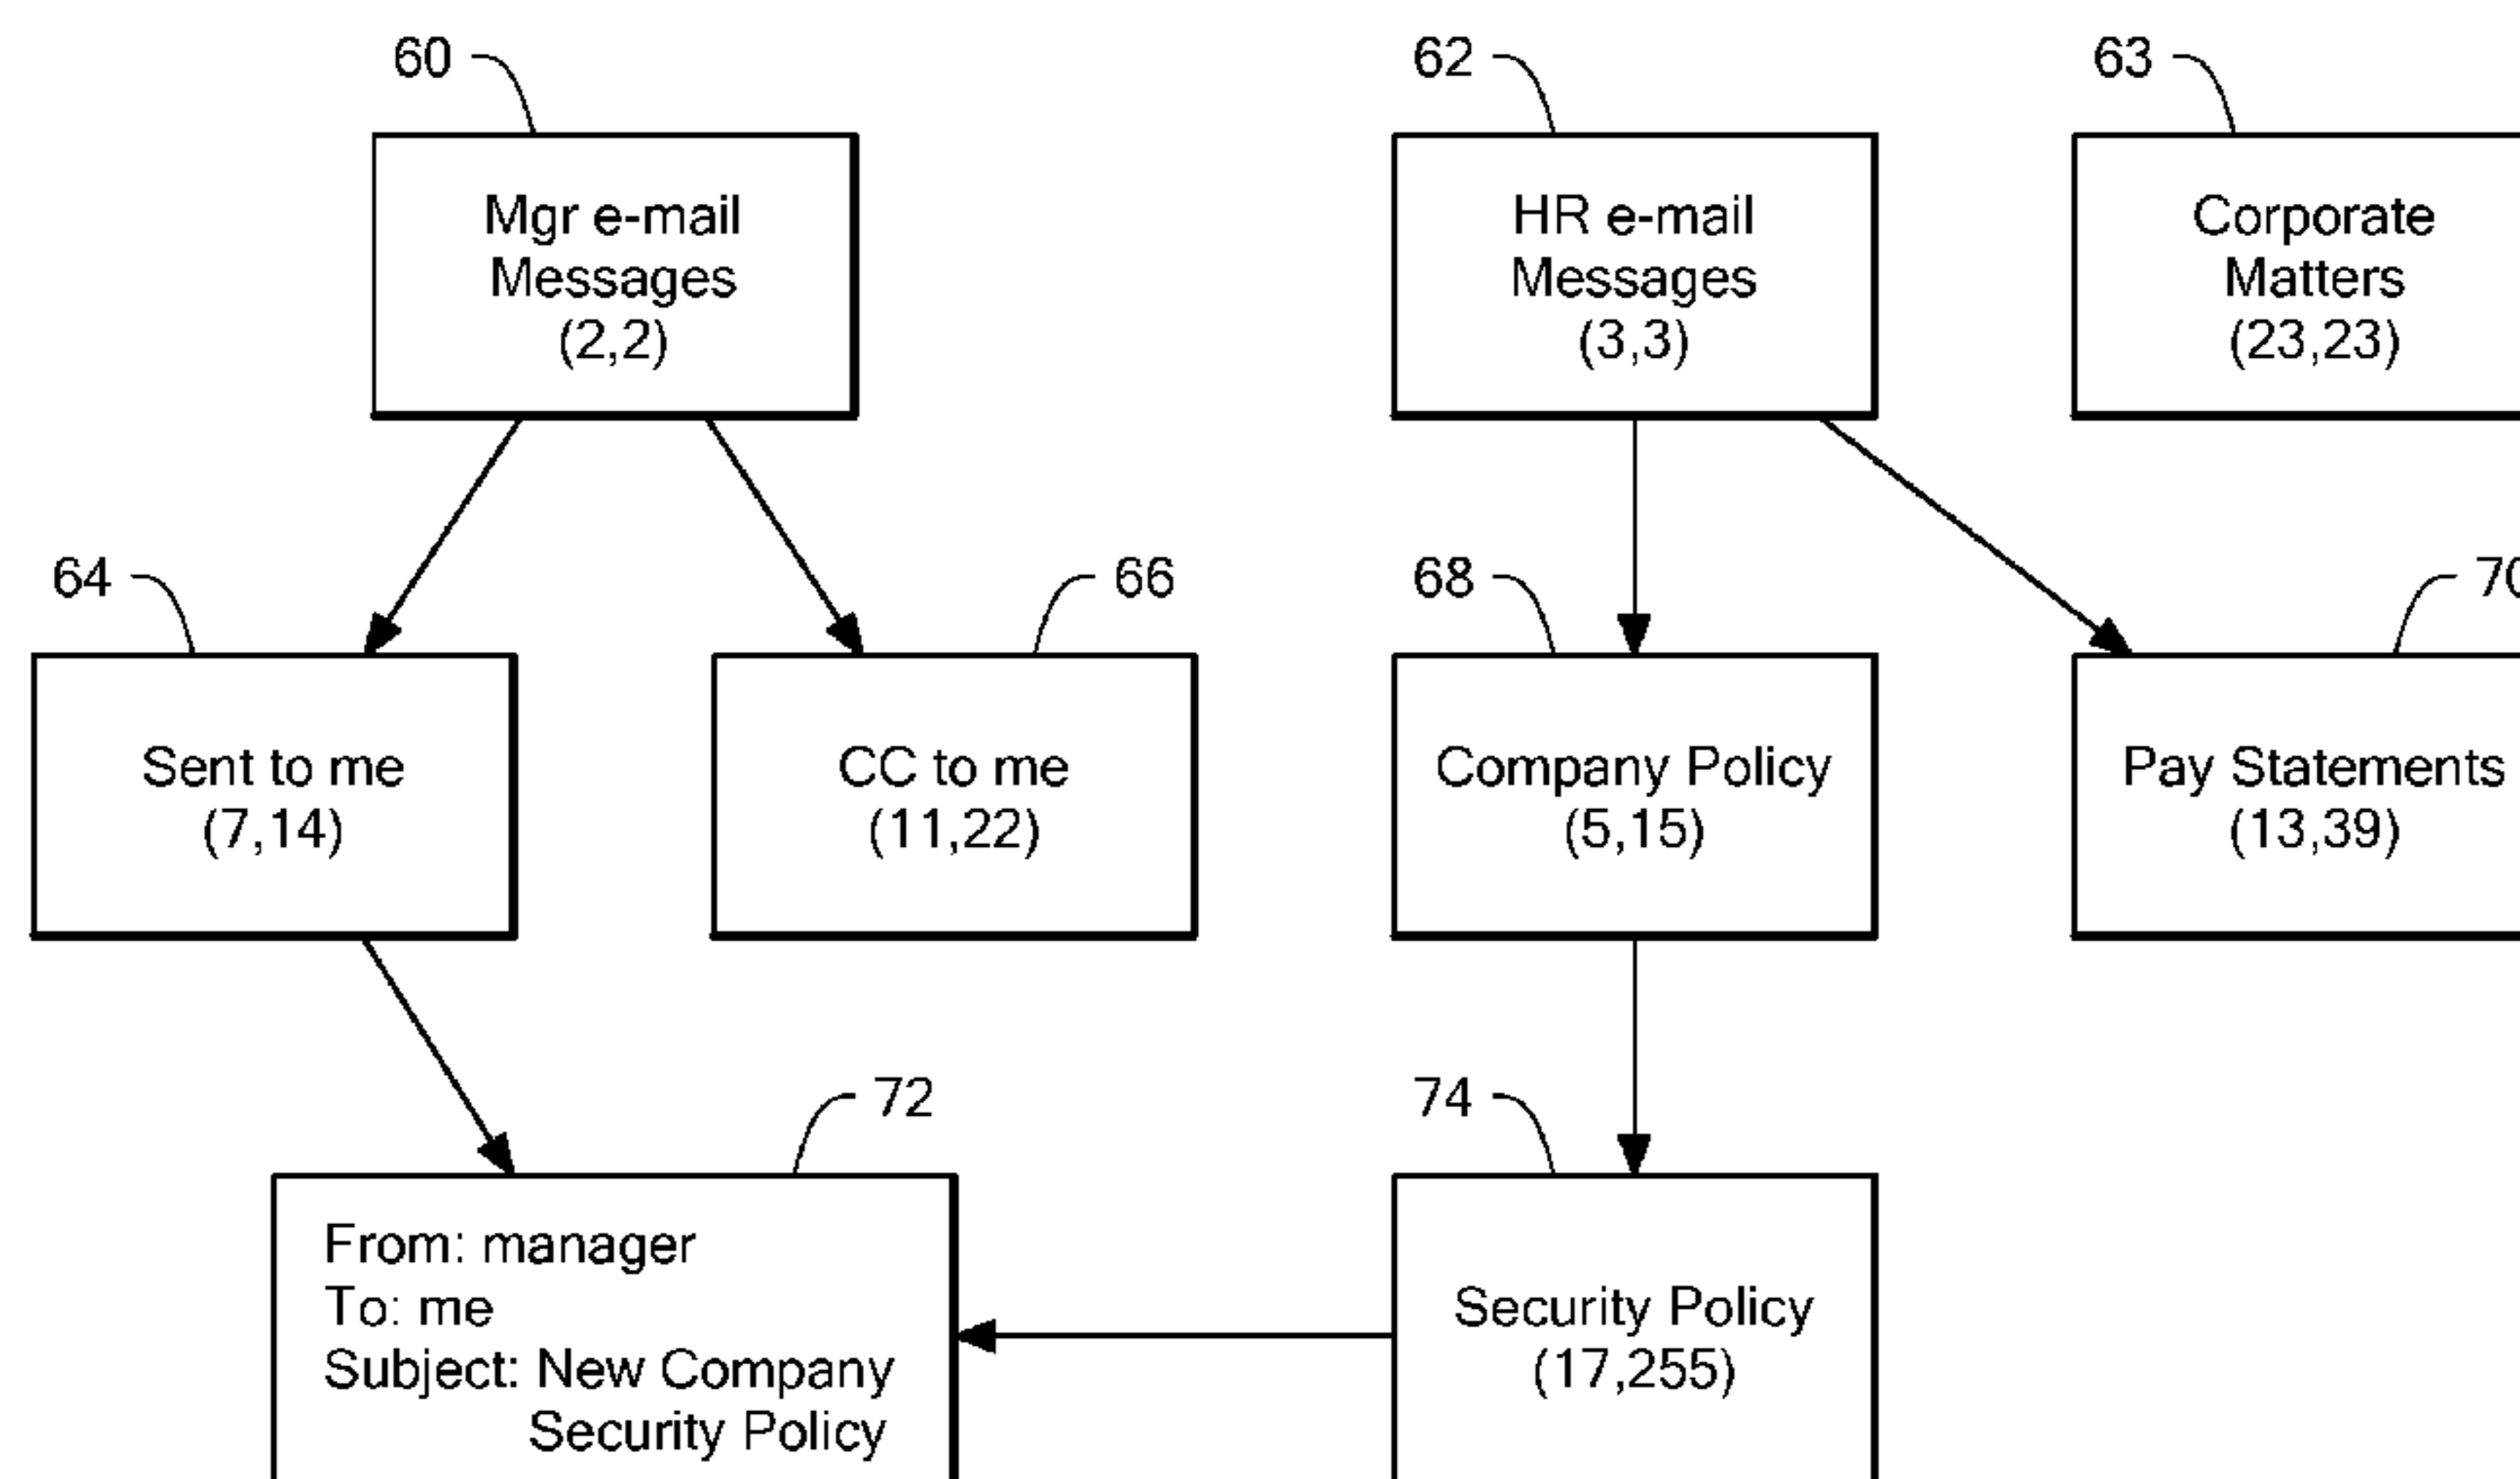 60
62
63
Mgr e-mail
Messages
(2,2)
HR e-mail
Messages
(3,3)
Corporate
Matters
(23,23)
64
66
68
70
Sent to me
(7,14)
CC to me
(11,22)
Company Policy
(5,15)
Pay Statements
(13,39)
72
74
From: manager
To: me
Subject: New Company
Security Policy
Security Policy
(17,255)